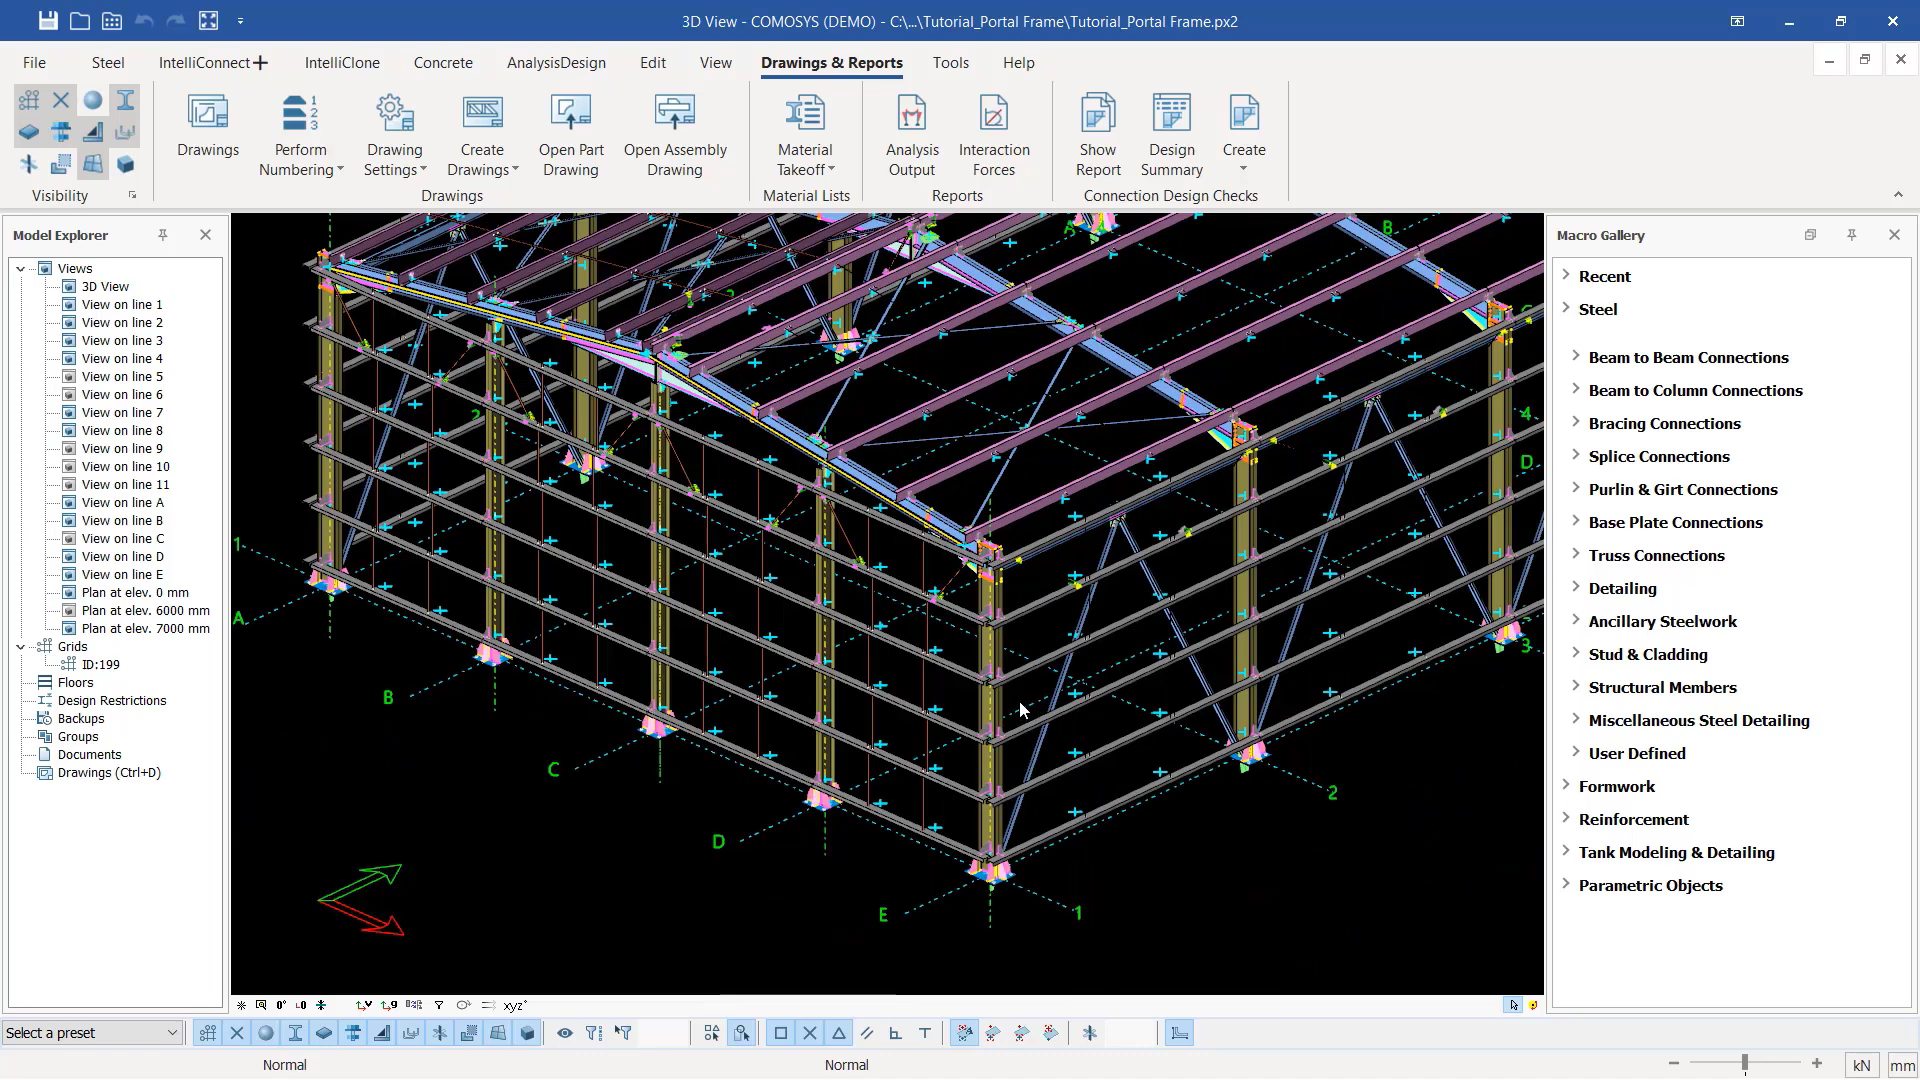 3D View - COMOSYS (DEMO) - C:\...\Tutorial_Portal Frame\Tutorial_Portal Frame.px2
File Steel IntelliConnect IntelliClone Concrete AnalysisDesign Edit View Drawings & Reports Tools Help
1
2
3
Drawings
Perform Numbering
Drawing Settings
Create Drawings
Open Part Drawing
Open Assembly Drawing
Material Takeoff
Analysis Output
Interaction Forces
Show Report
Design Summary
Create
Visibility
Drawings
Material Lists
Reports
Connection Design Checks
Model Explorer
Views
3D View
View on line 1
View on line 2
View on line 3
View on line 4
View on line 5
View on line 6
View on line 7
View on line 8
View on line 9
View on line 10
View on line 11
View on line A
View on line B
View on line C
View on line D
View on line E
Plan at elev. 0 mm
Plan at elev. 6000 mm
Plan at elev. 7000 mm
Grids
ID:199
Floors
Design Restrictions
Backups
Groups
Documents
Drawings (Ctrl+D)
A
B
2
4
D
1
A
3
B
C
2
D
E
1
Macro Gallery
Recent
Steel
Beam to Beam Connections
Beam to Column Connections
Bracing Connections
Splice Connections
Purlin & Girt Connections
Base Plate Connections
Truss Connections
Detailing
Ancillary Steelwork
Stud & Cladding
Structural Members
Miscellaneous Steel Detailing
User Defined
Formwork
Reinforcement
Tank Modeling & Detailing
Parametric Objects
xyz
Select a preset
Normal
Normal
kN
mm